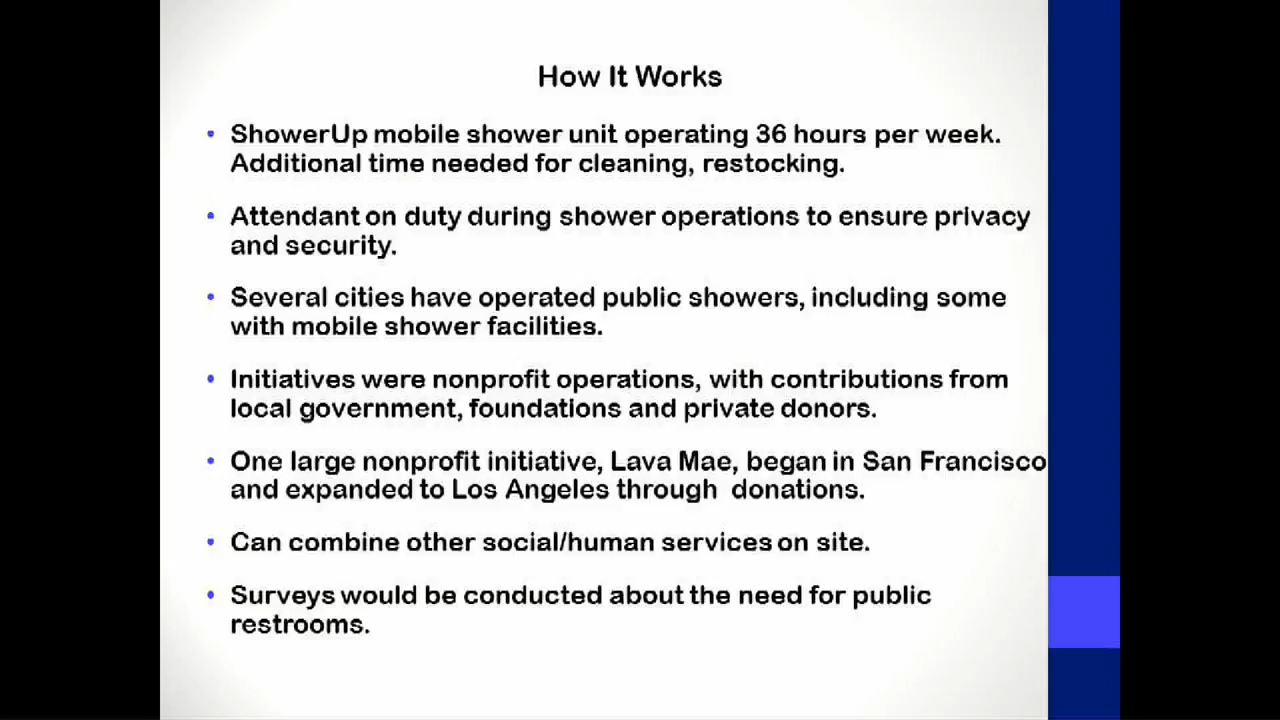 How It Works
• ShowerUp mobile shower unit operating 36 hours per week.
Additional time needed for cleaning, restocking.
• Attendant on duty during shower operations to ensure privacy
and security.
• Several cities have operated public showers, including some
with mobile shower facilities.
• Initiatives were nonprofit operations, with contributions from
local government, foundations and private donors.
• One large nonprofit initiative, Lava Mae, began in San Francisco
and expanded to Los Angeles through donations.
• Can combine other social/human services on site.
• Surveys would be conducted about the need for public
restrooms.